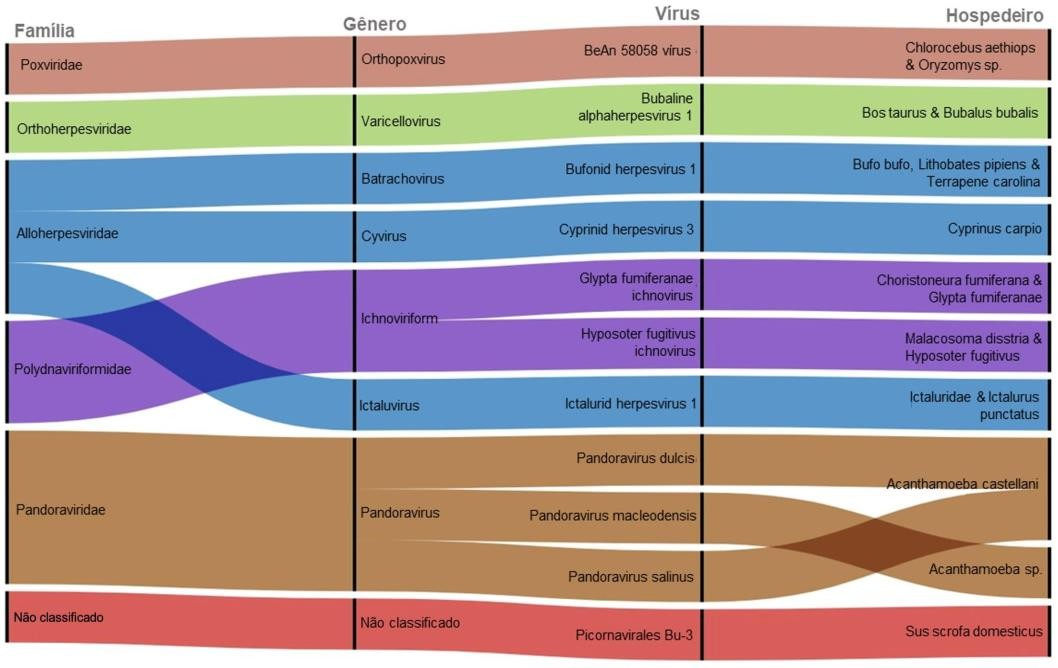 Família
Gênero
Vírus
Hospedeiro
Poxviridae
Orthopoxvirus
BeAn 58058 vírus
Chlorocebus aethiops
& Oryzomys sp.
Orthoherpesviridae
Varicellovirus
Bubaline
alphaherpesvirus 1
Bos taurus & Bubalus bubalis
Alloherpesviridae
Batrachovirus
Bufonid herpesvirus 1
Bufo bufo, Lithobates pipiens &
Terrapene carolina
Cyvirus
Cyprinid herpesvirus 3
Cyprinus carpio
Polydnaviriformidae
Ichnoviriform
Glypta fumiferanae
ichnovirus
Choristoneura fumiferana &
Glypta fumiferanae
Hyposoter fugitivus
ichnovirus
Malacosoma disstria &
Hyposoter fugitivus
Ictaluvirus
Ictalurid herpesvirus 1
Ictaluridae & Ictalurus
punctatus
Pandoraviridae
Pandoravirus
Pandoravirus dulcis
Acanthamoeba castellani
Pandoravirus macleodensis
Pandoravirus salinus
Acanthamoeba sp.
Não classificado
Não classificado
Picornavirales Bu-3
Sus scrofa domesticus